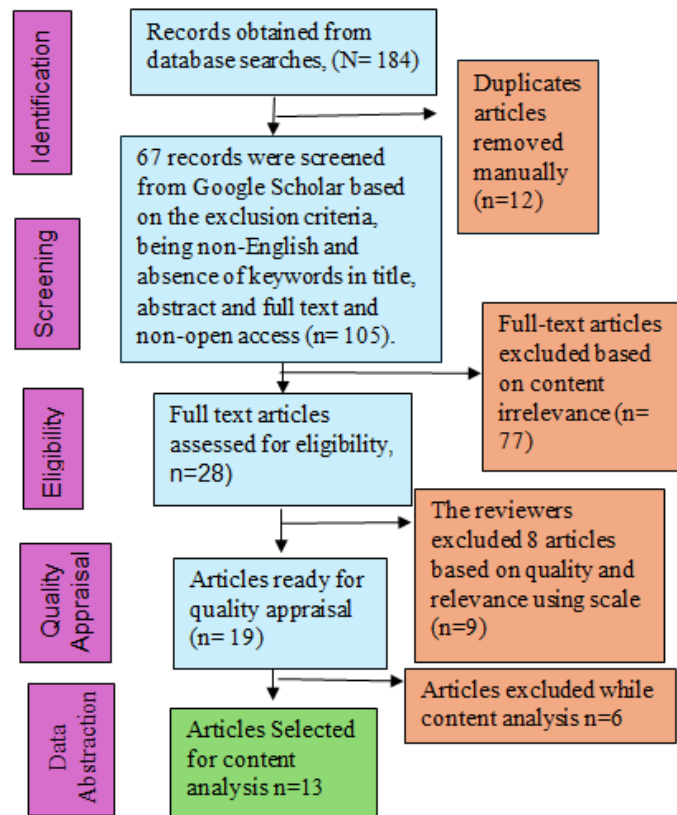 Identification
Records obtained from
database searches, (N= 184)
Duplicates
articles
removed
manually
(n=12)
Screening
67 records were screened
from Google Scholar based
on the exclusion criteria,
being non-English and
absence of keywords in title,
abstract and full text and
non-open access (n= 105).
Full-text articles
excluded based
on content
irrelevance (n=
77)
Eligibility
Full text articles
assessed for eligibility,
n=28)
The reviewers
excluded 8 articles
based on quality and
relevance using scale
(n=9)
Quality
Appraisal
Articles ready for
quality appraisal
(n= 19)
Articles excluded while
content analysis n=6
Data
Abstraction
Articles Selected
for content
analysis n=13